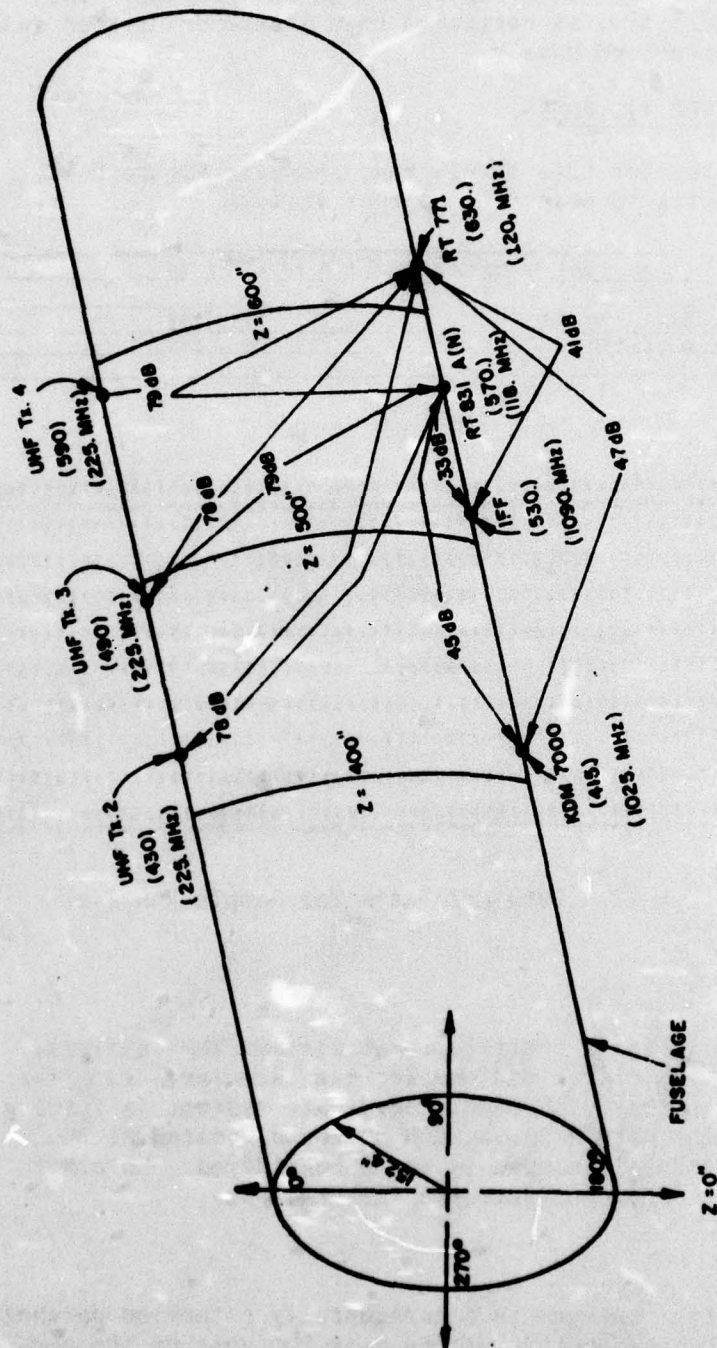 UHF Tx. 2
(430)
(225. MHz)
UHF Tx. 3
(490)
(225. MHz)
UHF Tx. 4
(590)
(225. MHz)
79dB
78dB
79dB
78dB
Z = 400"
Z = 500"
Z = 600"
RT 771
(630.)
(120. MHz)
RT 831 A(N)
(570.)
(118. MHz)
33dB
IFF
(530.)
(1090. MHz)
41dB
45dB
47dB
KDM 7000
(415)
(1025. MHz)
0°
90°
180°
270°
152.4"
FUSELAGE
Z=0"